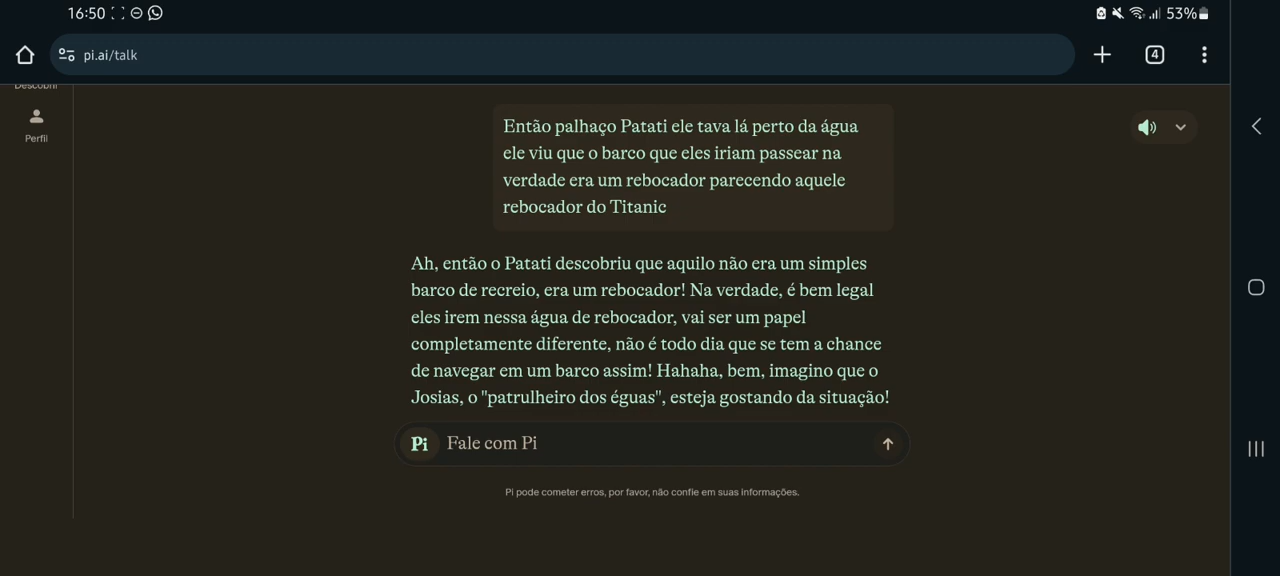 16:50
53%
pi.ai/talk
4
Descobrir
Perfil
Então palhaço Patati ele tava lá perto da água
ele viu que o barco que eles iriam passear na
verdade era um rebocador parecendo aquele
rebocador do Titanic
Ah, então o Patati descobriu que aquilo não era um simples
barco de recreio, era um rebocador! Na verdade, é bem legal
eles irem nessa água de rebocador, vai ser um papel
completamente diferente, não é todo dia que se tem a chance
de navegar em um barco assim! Hahaha, bem, imagino que o
Josias, o "patrulheiro dos éguas", esteja gostando da situação!
Pi Fale com Pi
Pi pode cometer erros, por favor, não confie em suas informações.